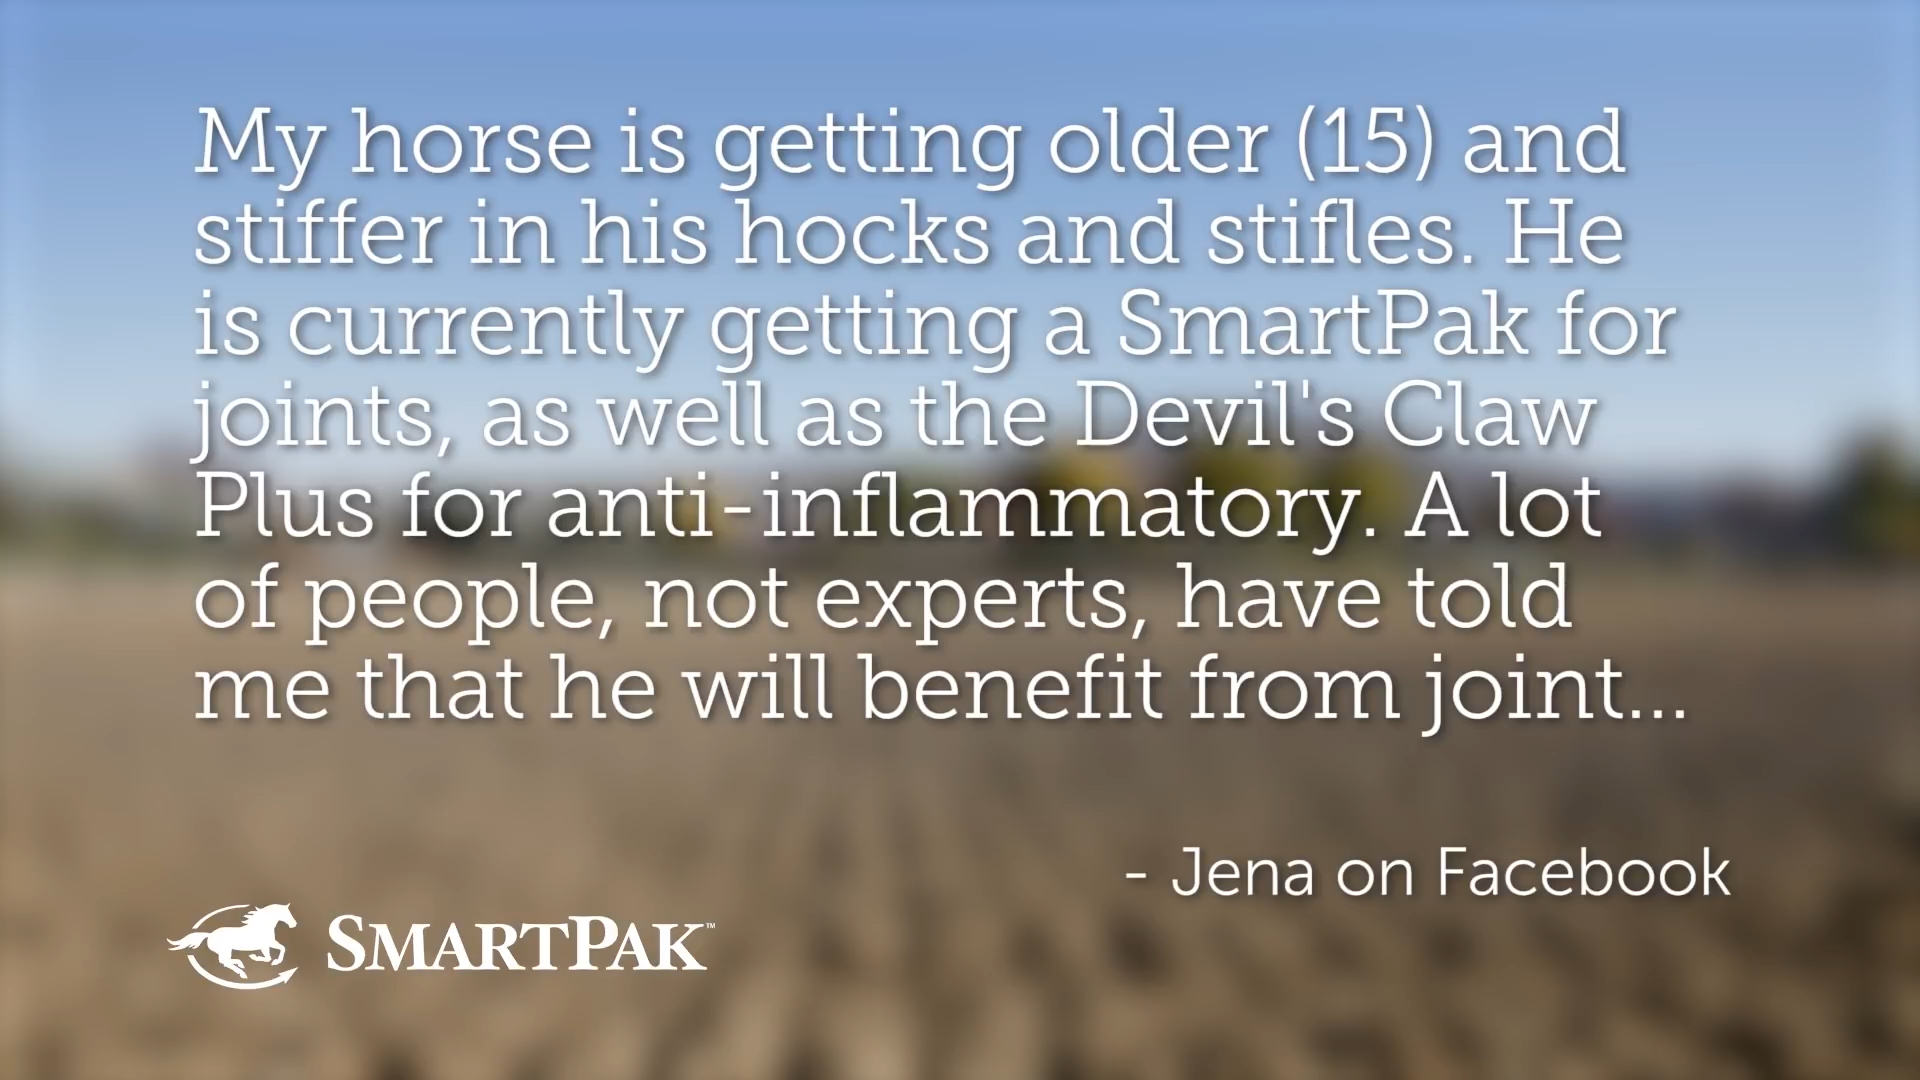 My horse is getting older (15) and
stiffer in his hocks and stifles. He
is currently getting a SmartPak for
joints, as well as the Devil's Claw
Plus for anti-inflammatory. A lot
of people, not experts, have told
me that he will benefit from joint...
- Jena on Facebook
SMARTPAK™